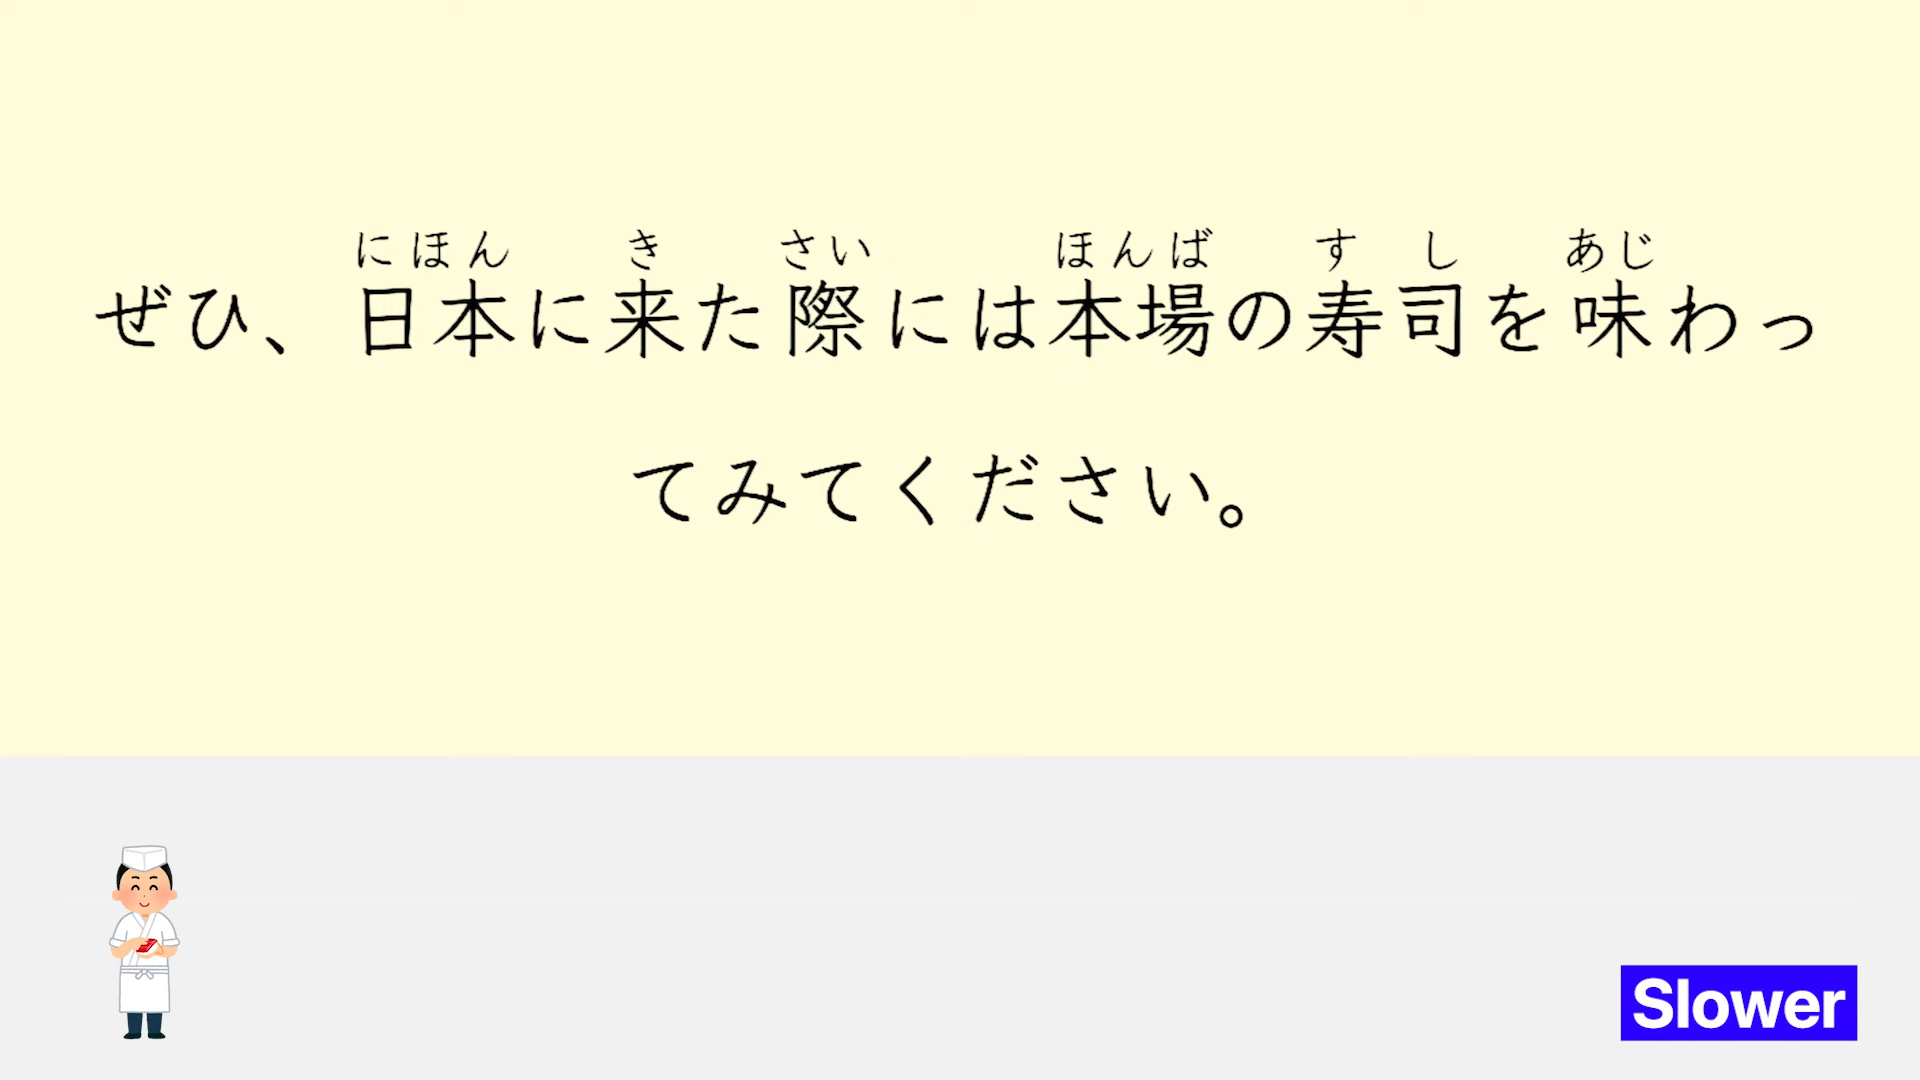 にほん き さい ほんば すし あじ
ぜひ、日本に来た際には本場の寿司を味わっ
てみてください。
Slower